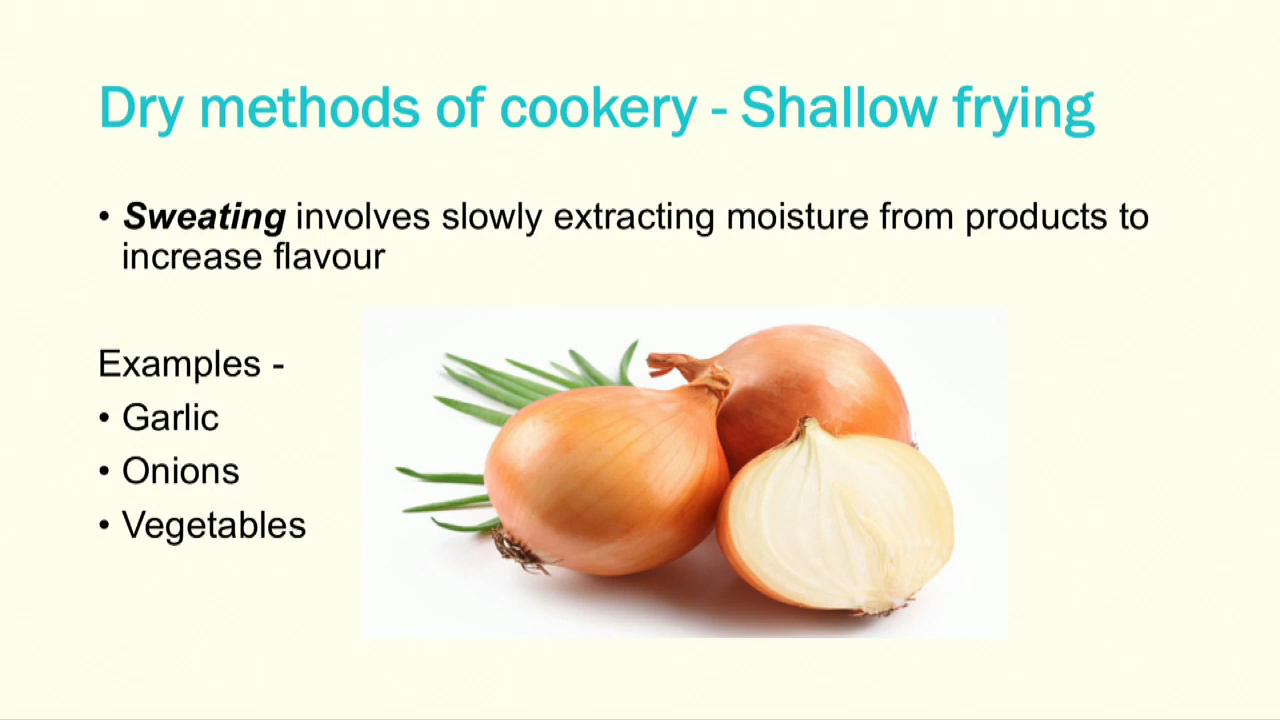 Dry methods of cookery - Shallow frying
• Sweating involves slowly extracting moisture from products to
increase flavour
Examples -
• Garlic
• Onions
• Vegetables